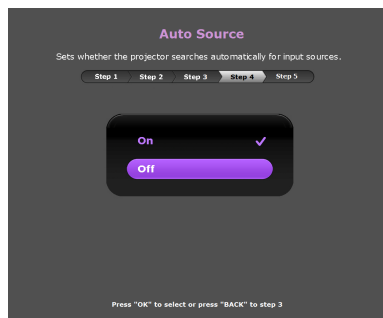 Auto Source
Sets whether the projector searches automatically for input sources.
Step 1 Step 2 Step 3 Step 4 Step 5
On
Off
Press "OK" to select or press "BACK" to step 3